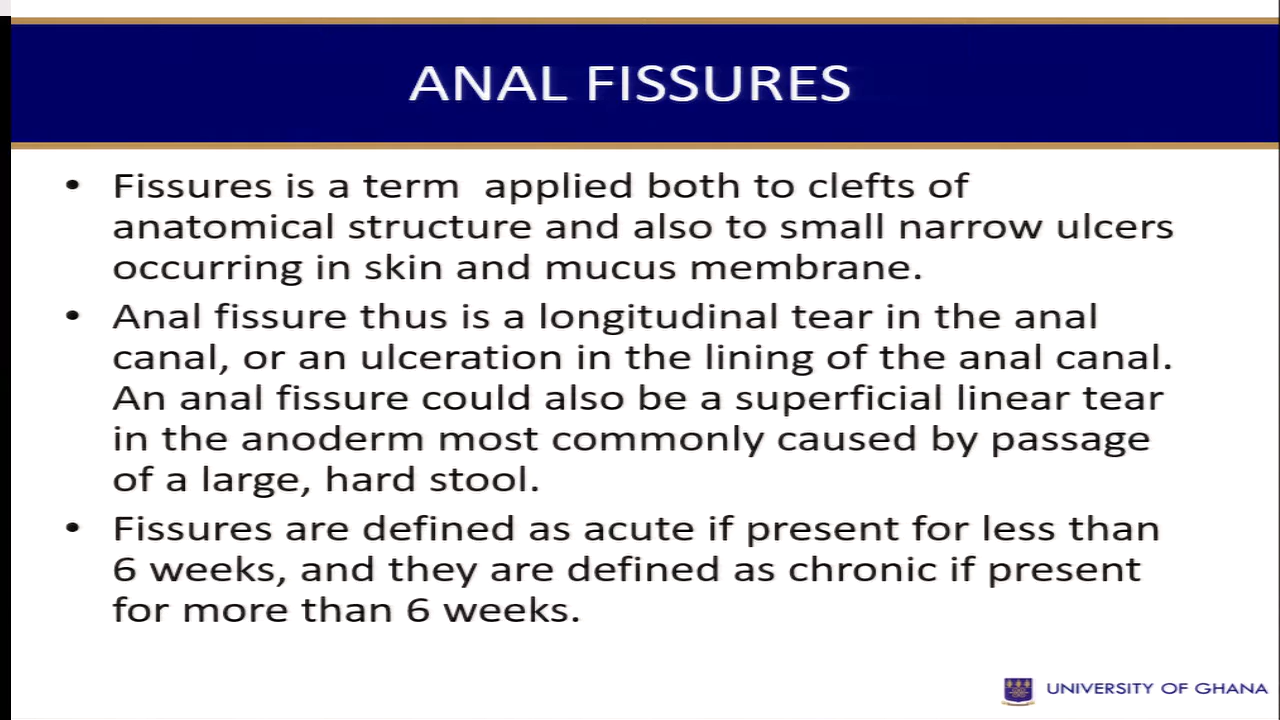 ANAL FISSURES
• Fissures is a term applied both to clefts of
anatomical structure and also to small narrow ulcers
occurring in skin and mucus membrane.
• Anal fissure thus is a longitudinal tear in the anal
canal, or an ulceration in the lining of the anal canal.
An anal fissure could also be a superficial linear tear
in the anoderm most commonly caused by passage
of a large, hard stool.
• Fissures are defined as acute if present for less than
6 weeks, and they are defined as chronic if present
for more than 6 weeks.
UNIVERSITY OF GHANA